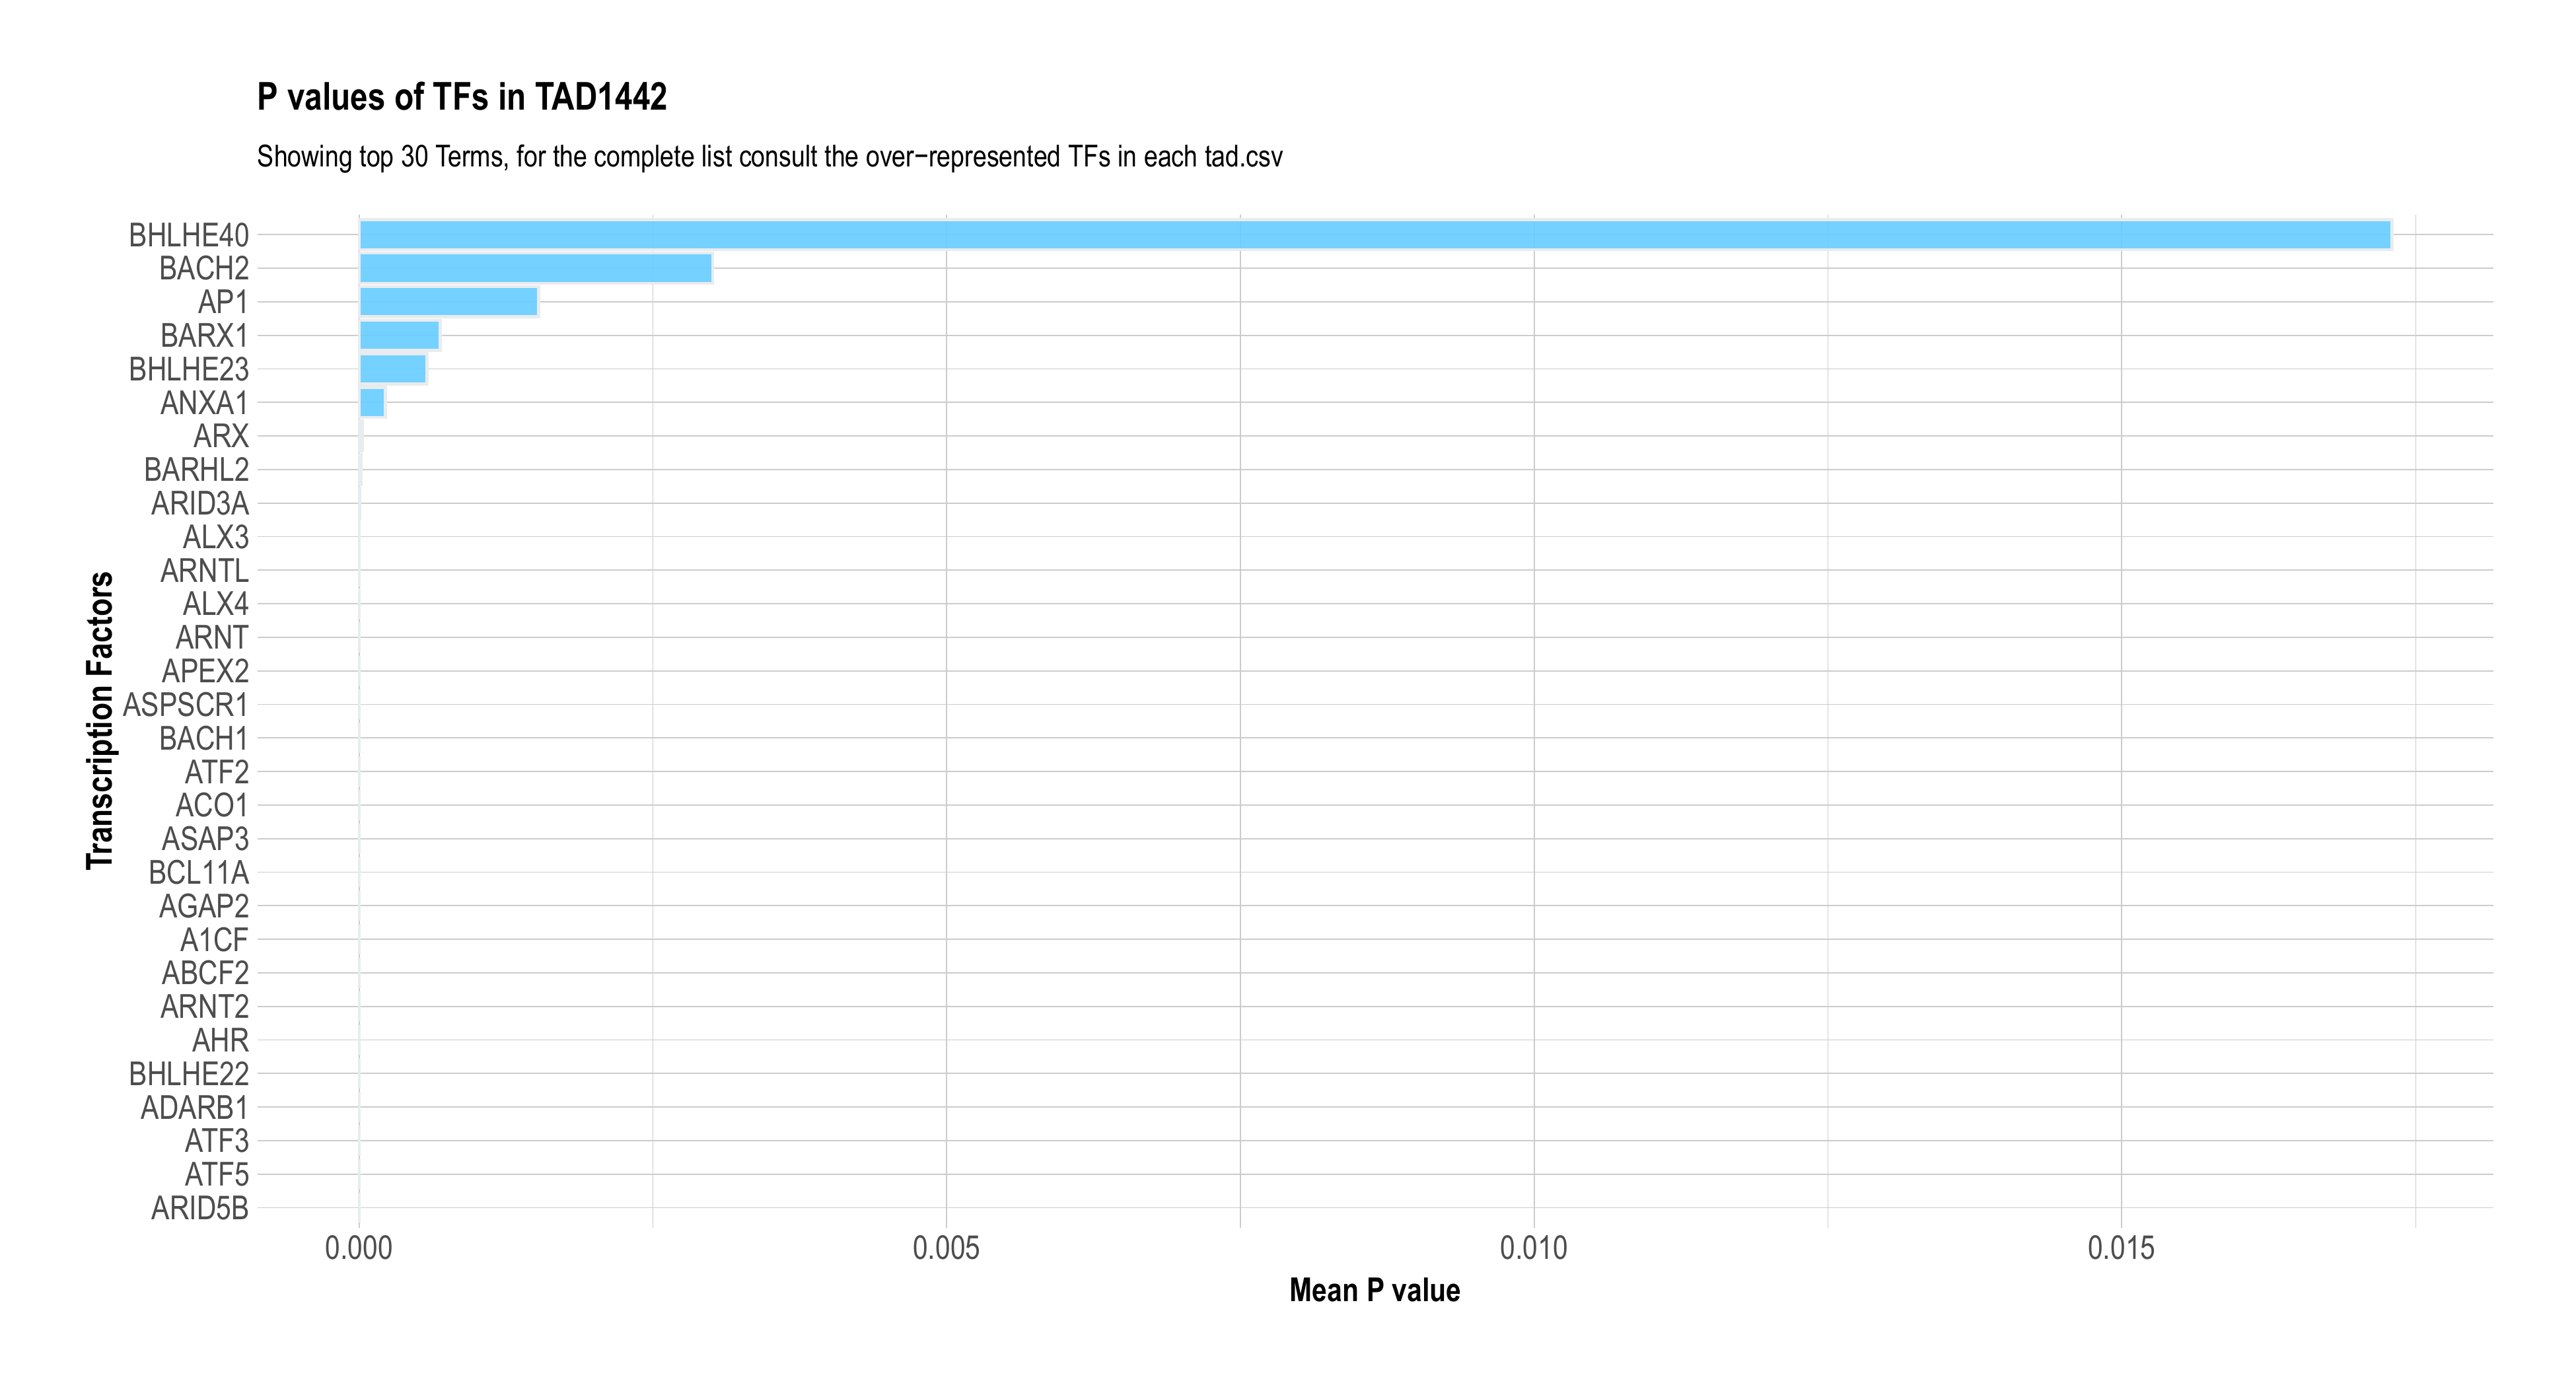 P values of TFs in TAD1442
Showing top 30 Terms, for the complete list consult the over−represented TFs in each tad.csv
Transcription Factors
BHLHE40
BACH2
AP1
BARX1
BHLHE23
ANXA1
ARX
BARHL2
ARID3A
ALX3
ARNTL
ALX4
ARNT
APEX2
ASPSCR1
BACH1
ATF2
ACO1
ASAP3
BCL11A
AGAP2
A1CF
ABCF2
ARNT2
AHR
BHLHE22
ADARB1
ATF3
ATF5
ARID5B
0.000 0.005 0.010 0.015
Mean P value